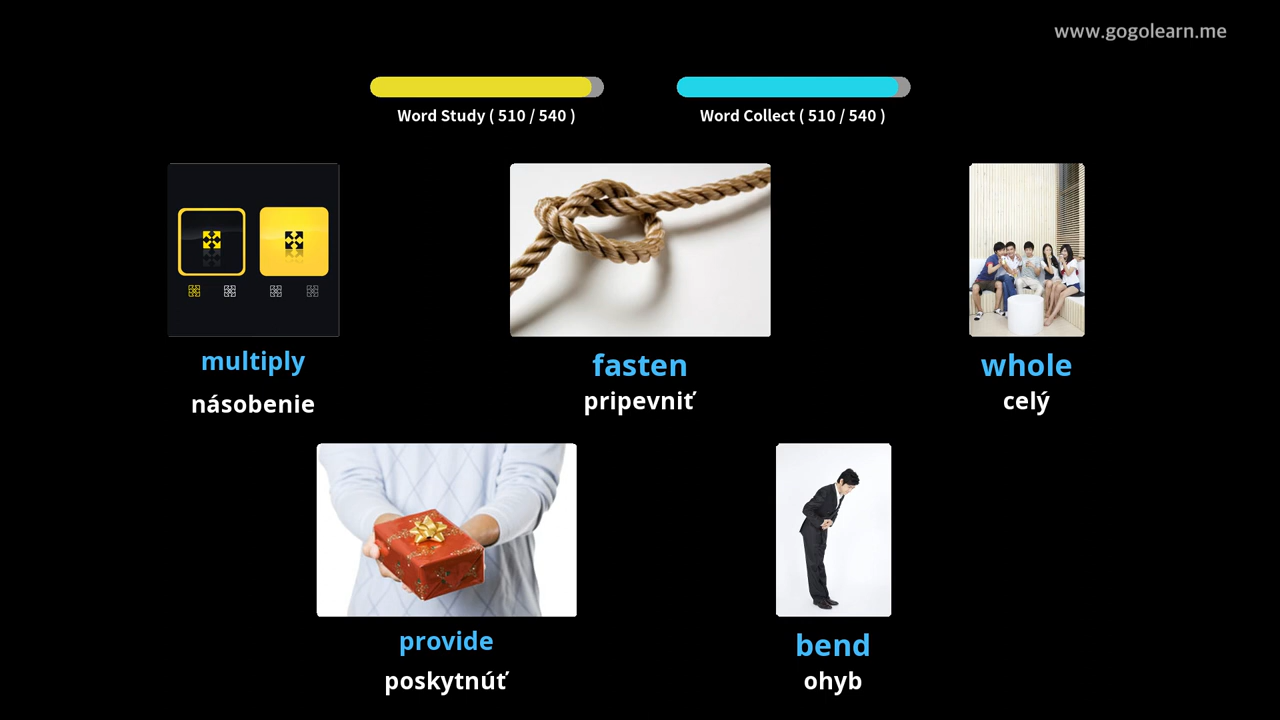 www.gogolearn.me
Word Study ( 510 / 540 )
Word Collect ( 510 / 540 )
multiply
násobenie
fasten
pripevniť
whole
celý
provide
poskytnúť
bend
ohyb